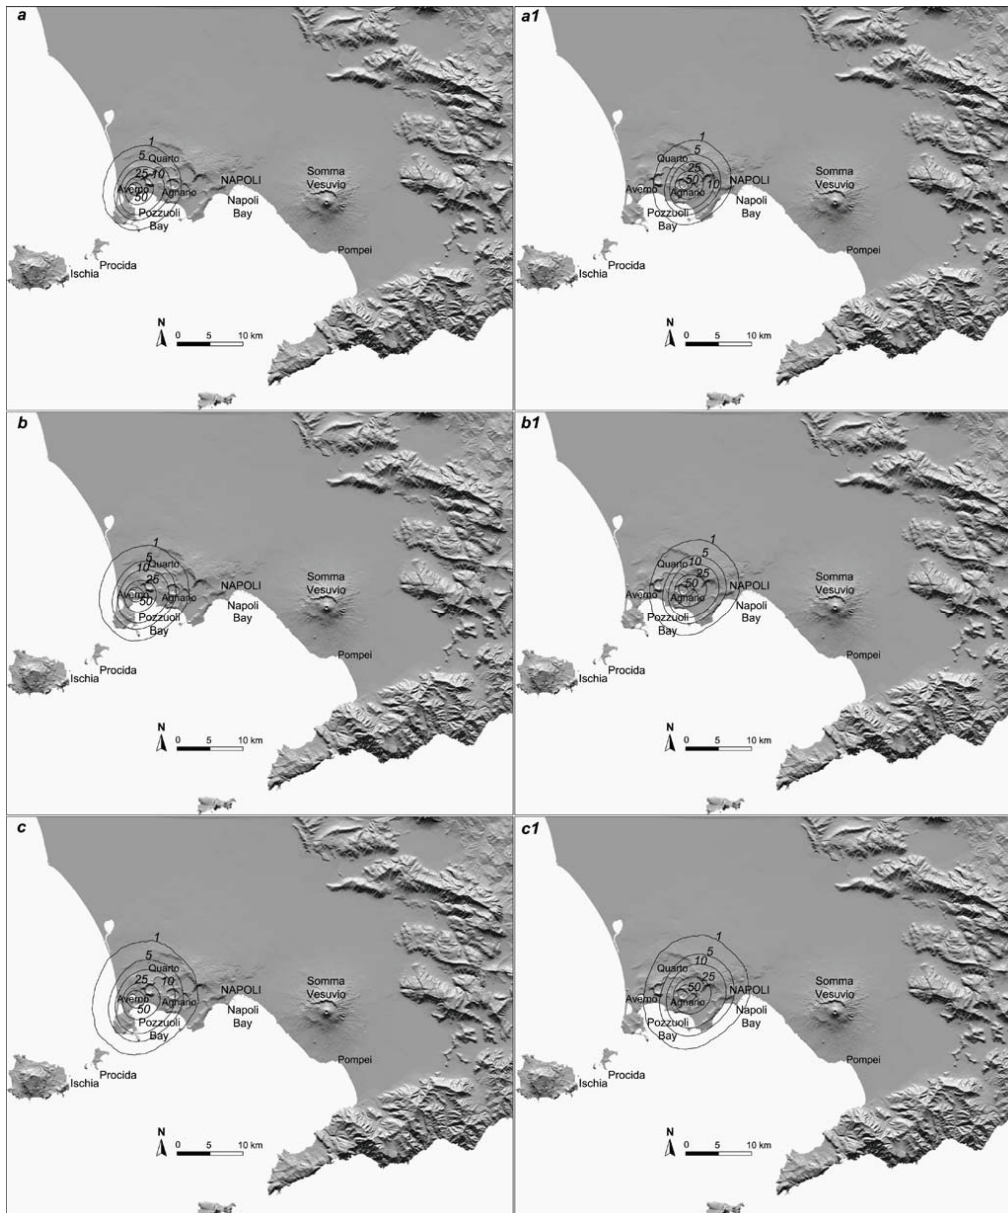 a
1
5
Quarto
25
10
Averno
Agnano
NAPOLI
50
Pozzuoli
Bay
Napoli
Bay
Somma
Vesuvio
Pompei
Procida
Ischia
N
0 5 10 km
a1
1
5
Quarto
25
50
10
Averno
Agnano
NAPOLI
Pozzuoli
Bay
Napoli
Bay
Somma
Vesuvio
Pompei
Procida
Ischia
N
0 5 10 km
b
1
5
Quarto
10
25
Averno
Agnano
NAPOLI
50
Pozzuoli
Bay
Napoli
Bay
Somma
Vesuvio
Pompei
Procida
Ischia
N
0 5 10 km
b1
1
5
Quarto
10
25
50
Averno
Agnano
NAPOLI
Pozzuoli
Bay
Napoli
Bay
Somma
Vesuvio
Pompei
Procida
Ischia
N
0 5 10 km
c
1
5
Quarto
25
10
Averno
Agnano
NAPOLI
50
Pozzuoli
Bay
Napoli
Bay
Somma
Vesuvio
Pompei
Procida
Ischia
N
0 5 10 km
c1
1
5
10
Quarto
25
50
Averno
Agnano
NAPOLI
Pozzuoli
Bay
Napoli
Bay
Somma
Vesuvio
Pompei
Procida
Ischia
N
0 5 10 km